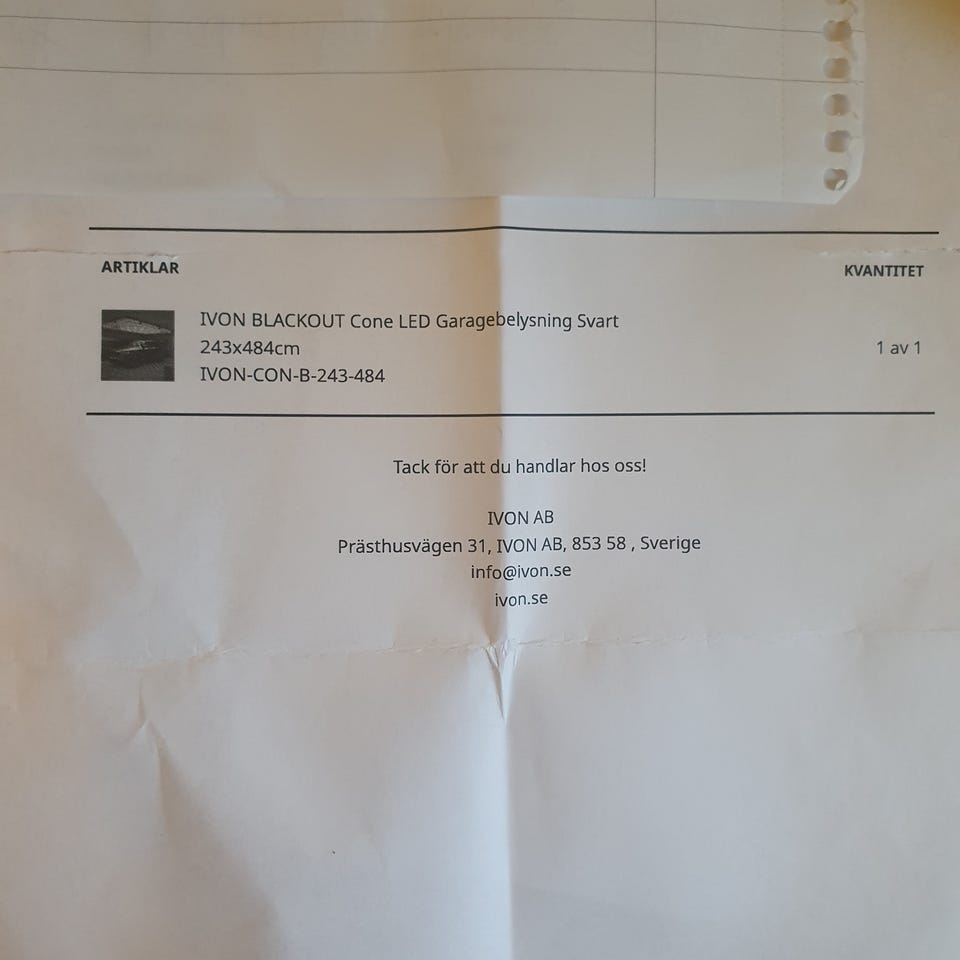 ARTIKLAR KVANTITET
IVON BLACKOUT Cone LED Garagebelysning Svart
243x484cm 1 av 1
IVON-CON-B-243-484
Tack för att du handlar hos oss!
IVON AB
Prästhusvägen 31, IVON AB, 853 58 , Sverige
info@ivon.se
ivon.se